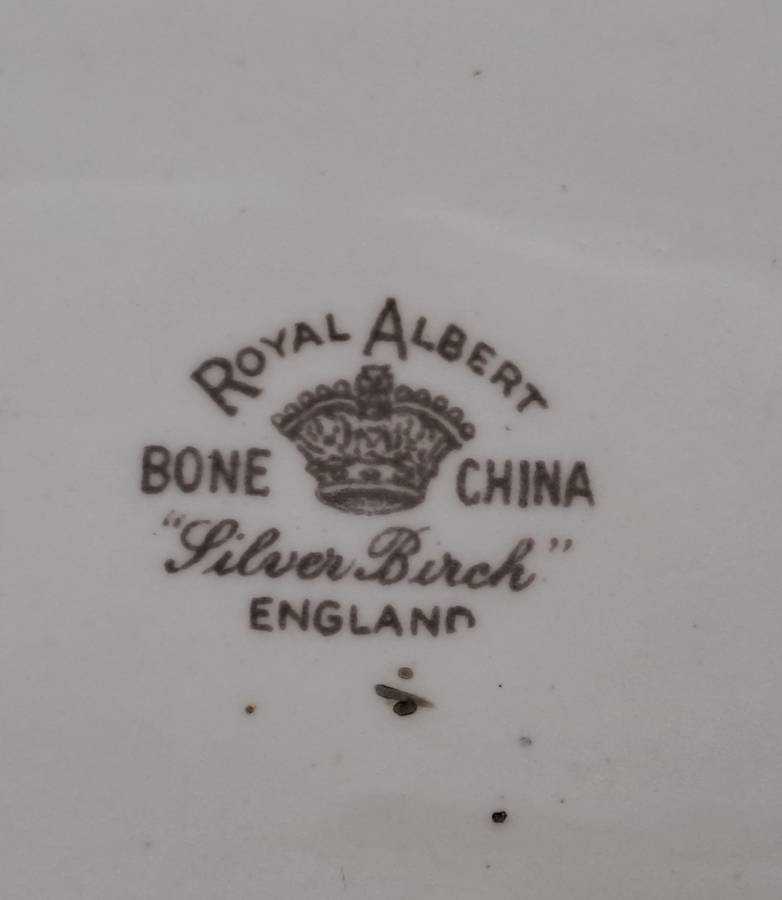 ROYAL ALBERT
BONE CHINA
"Silver Birch"
ENGLAND